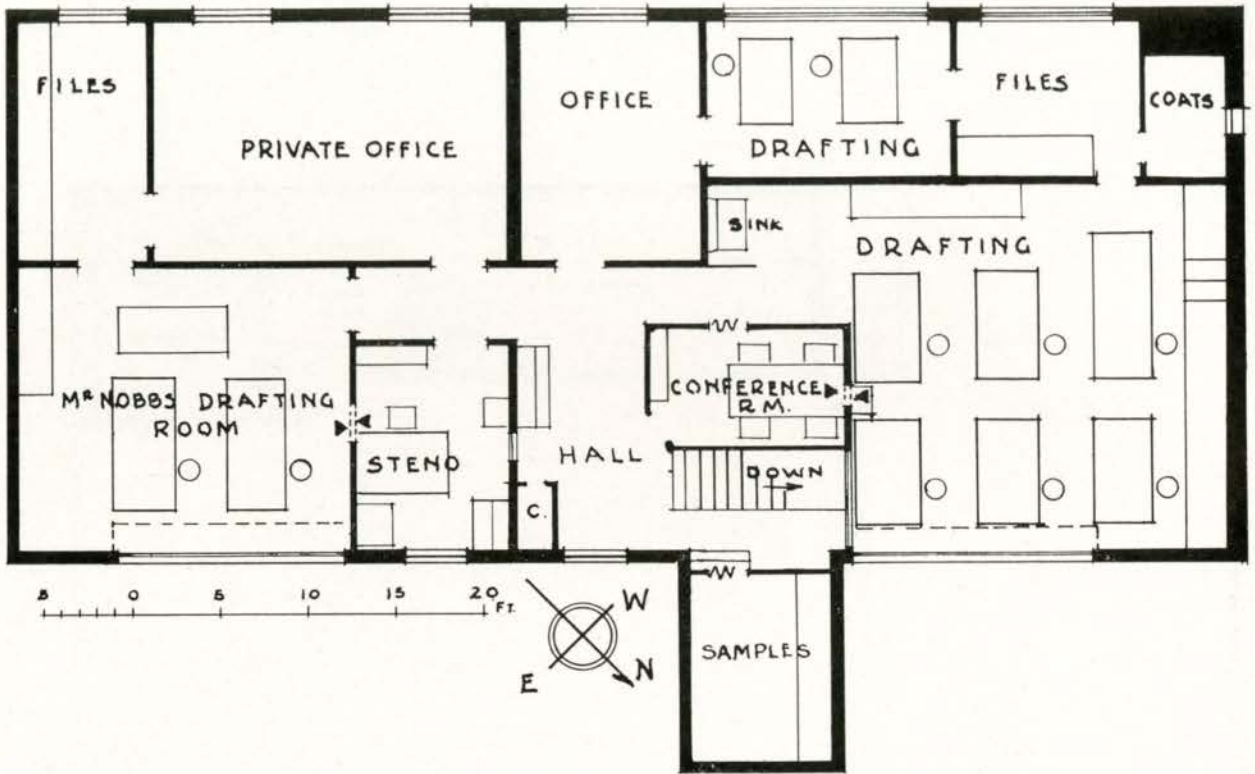 FILES
PRIVATE OFFICE
OFFICE
DRAFTING
FILES
COATS
SINK
DRAFTING
MR NOBBS DRAFTING
ROOM
STENO
HALL
C.
CONFERENCE
RM.
DOWN
5 0 5 10 15 20 FT.
W
N
E
SAMPLES